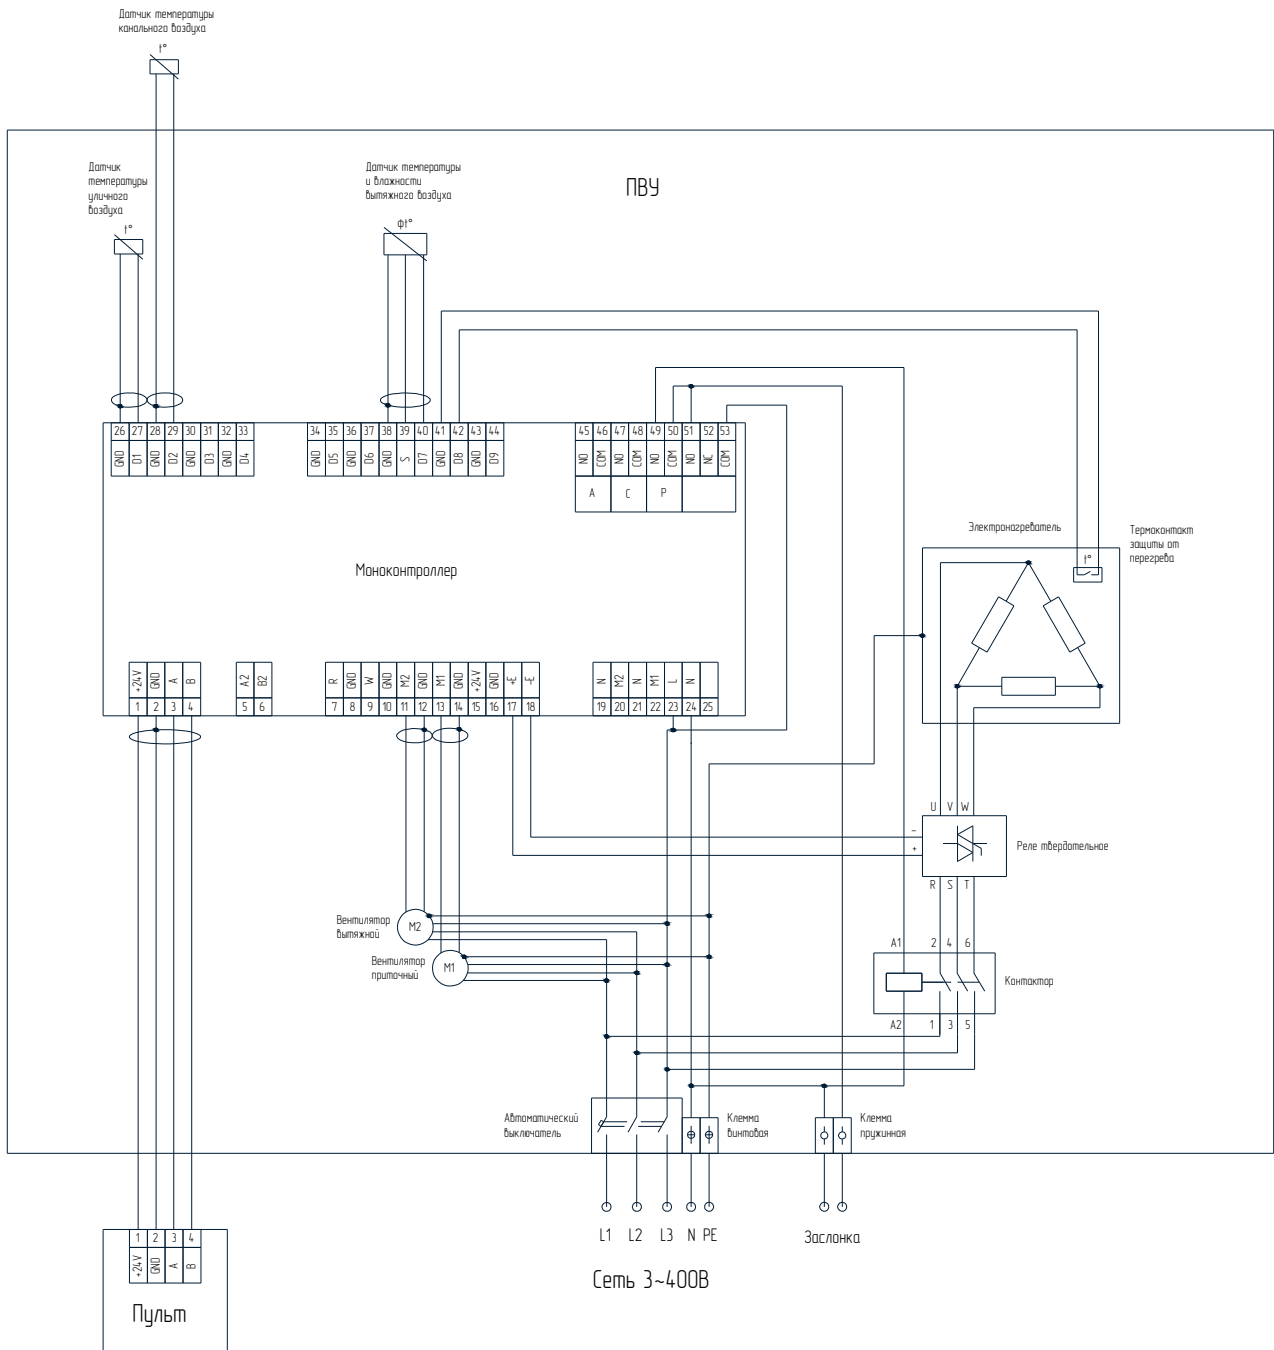 Датчик температуры
канального воздуха
t°
Датчик
температуры
уличного
воздуха
t°
Датчик температуры
и влажности
вытяжного воздуха
φt°
ПВУ
26 27 28 29 30 31 32 33
GND D1 GND D2 GND D3 GND D4
34 35 36 37 38 39 40 41 42 43 44
GND D5 GND D6 GND S D7 GND D8 GND D9
45 46 47 48 49 50 51 52 53
NO COM NO COM NO COM NO NC COM
A C P
Моноконтроллер
Электронагреватель
Термоконтакт
защиты от
перегрева
t°
+24V GND A B
1 2 3 4
A2 B2
5 6
R GND W GND M2 GND M1 GND +24V GND +E -E
7 8 9 10 11 12 13 14 15 16 17 18
N M2 N M1 L N
19 20 21 22 23 24 25
U V W
-
+
Реле твердотельное
R S T
Вентилятор
вытяжной
M2
Вентилятор
приточный
M1
A1 2 4 6
Контактор
A2 1 3 5
Автоматический
выключатель
Клемма
винтовая
Клемма
пружинная
L1 L2 L3 N PE
Заслонка
Сеть 3~400В
1 2 3 4
+24V GND A B
Пульт